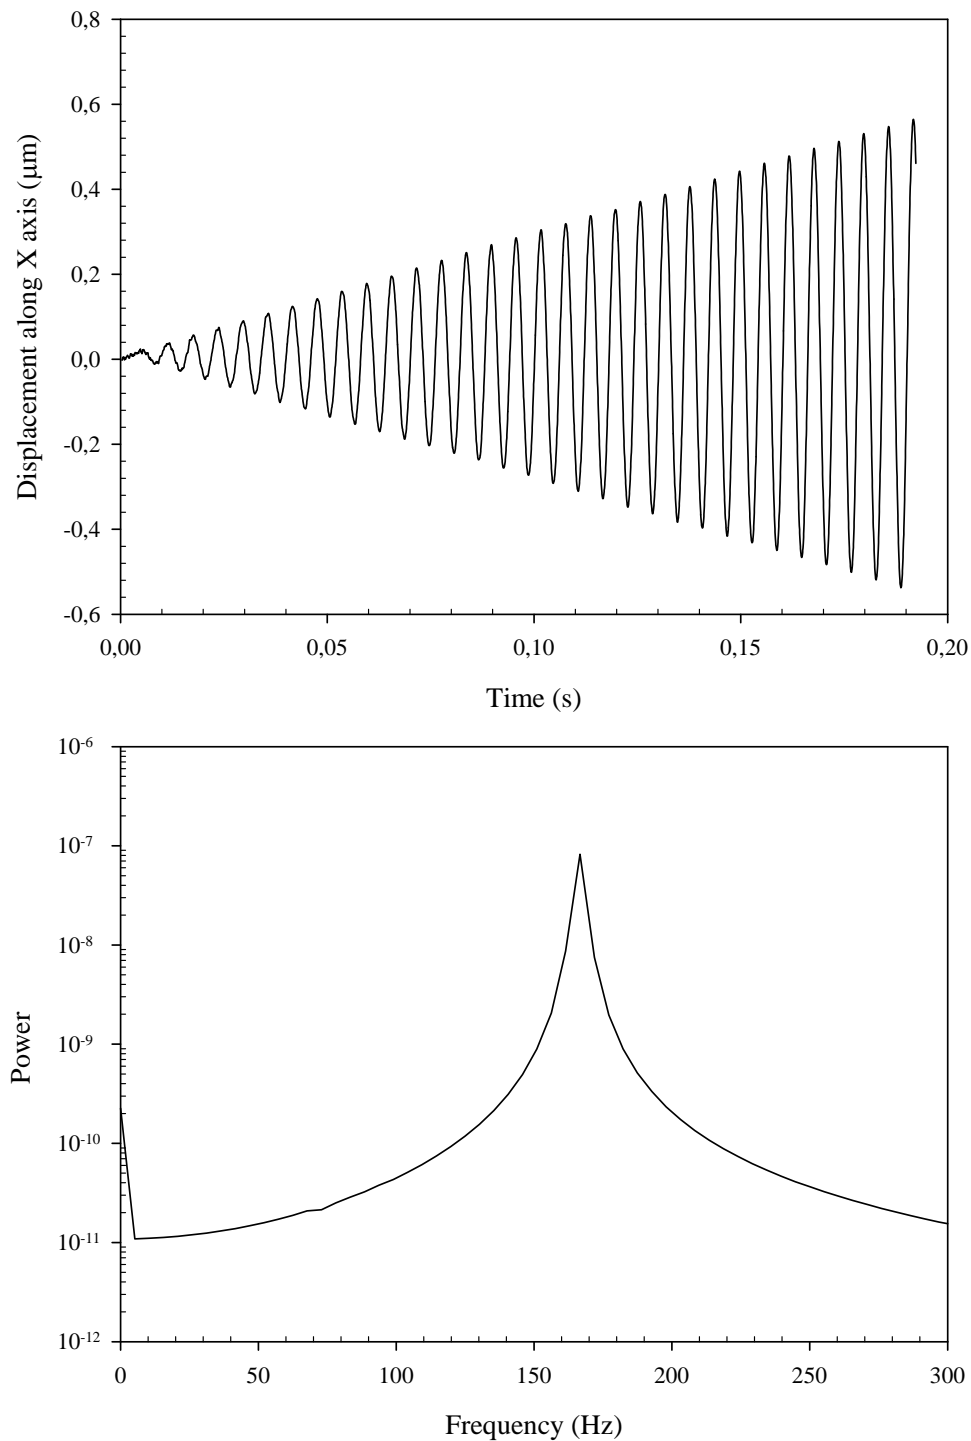 0,8
0,6
0,4
0,2
0,0
-0,2
-0,4
-0,6
Displacement along X axis (µm)
0,00 0,05 0,10 0,15 0,20
Time (s)
10-6
10-7
10-8
10-9
10-10
10-11
10-12
Power
0 50 100 150 200 250 300
Frequency (Hz)